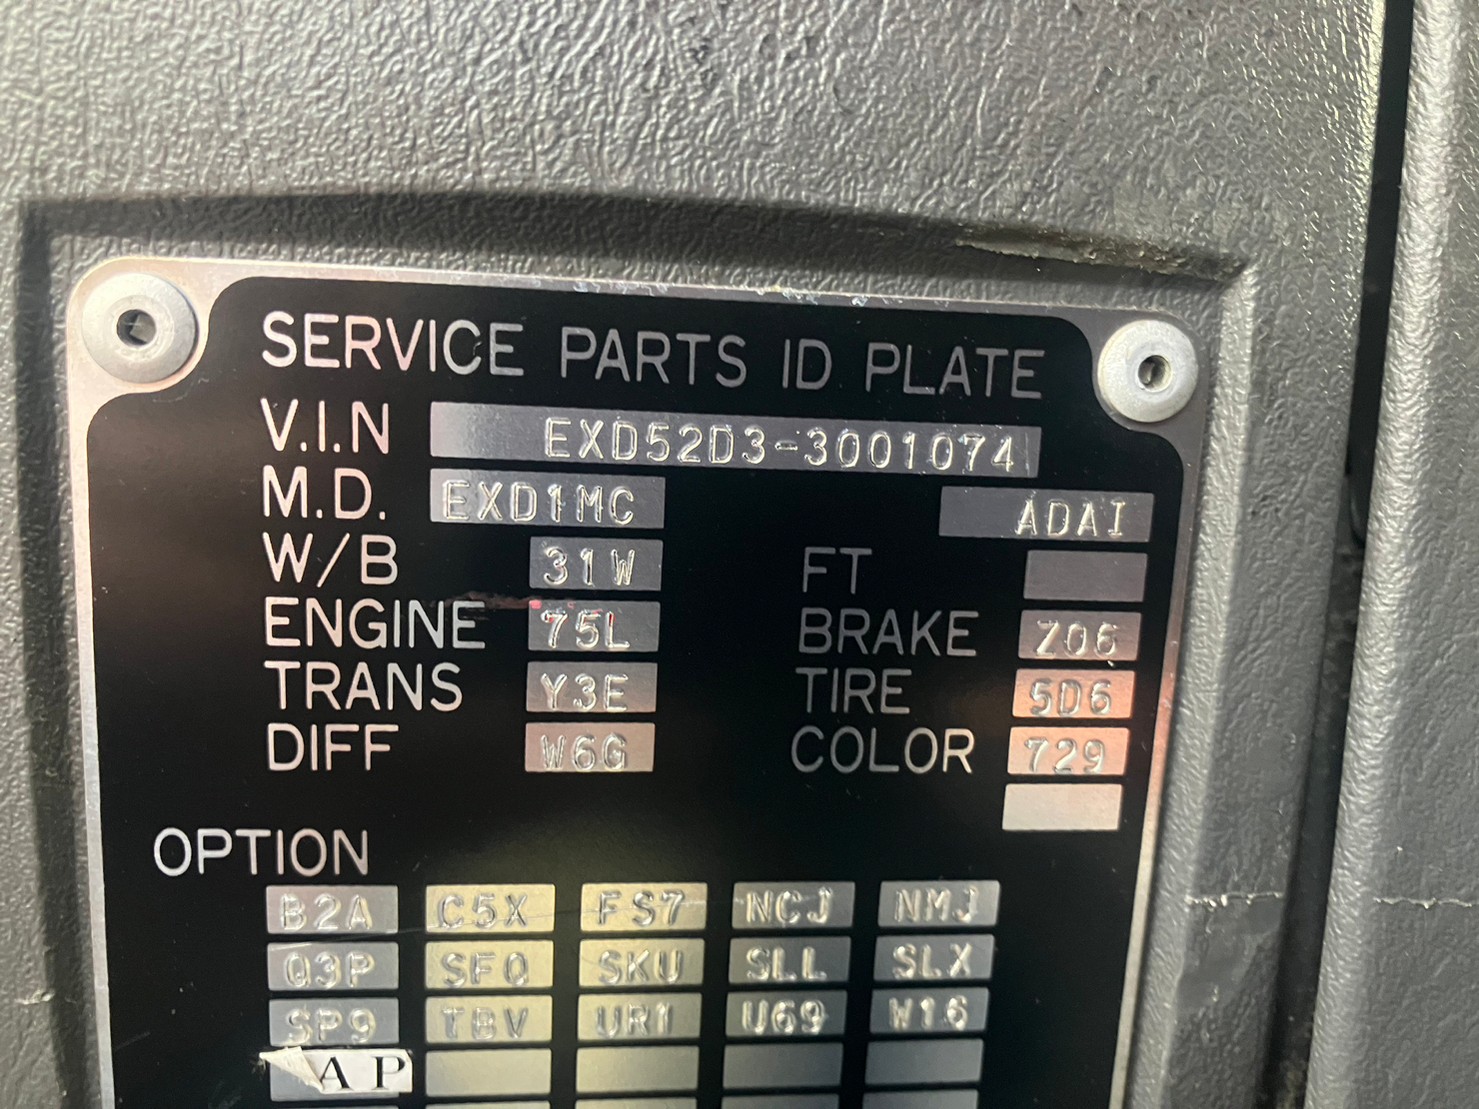 SERVICE PARTS ID PLATE
V.I.N EXD52D3-3001074
M.D. EXD1MC ADAI
W/B 31W FT
ENGINE 75L BRAKE Z06
TRANS Y3E TIRE 5D6
DIFF W6G COLOR 729
OPTION
B2A C5X FS7 NCJ NMJ
Q3P SFQ SKU SLL SLX
SP9 TBV UR1 U69 W16
AP